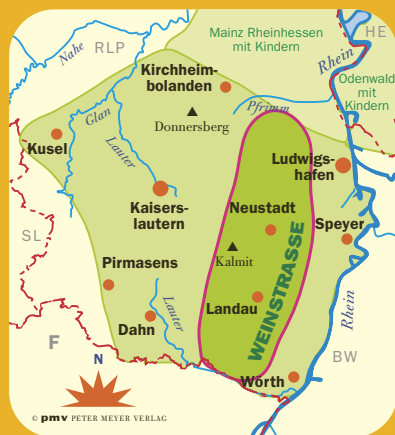 HE
RLP
Mainz Rheinhessen
mit Kindern
Nahe
Rhein
Kirchheim-
bolanden
Odenwald
mit
Kindern
Pfrimm
Glan
Donnersberg
Kusel
Lauter
Ludwigs-
hafen
Kaisers-
lautern
Neustadt
Speyer
SL
Kalmit
WEINSTRASSE
Pirmasens
Landau
Lauter
Rhein
Dahn
F
N
BW
Wörth
© pmv PETER MEYER VERLAG